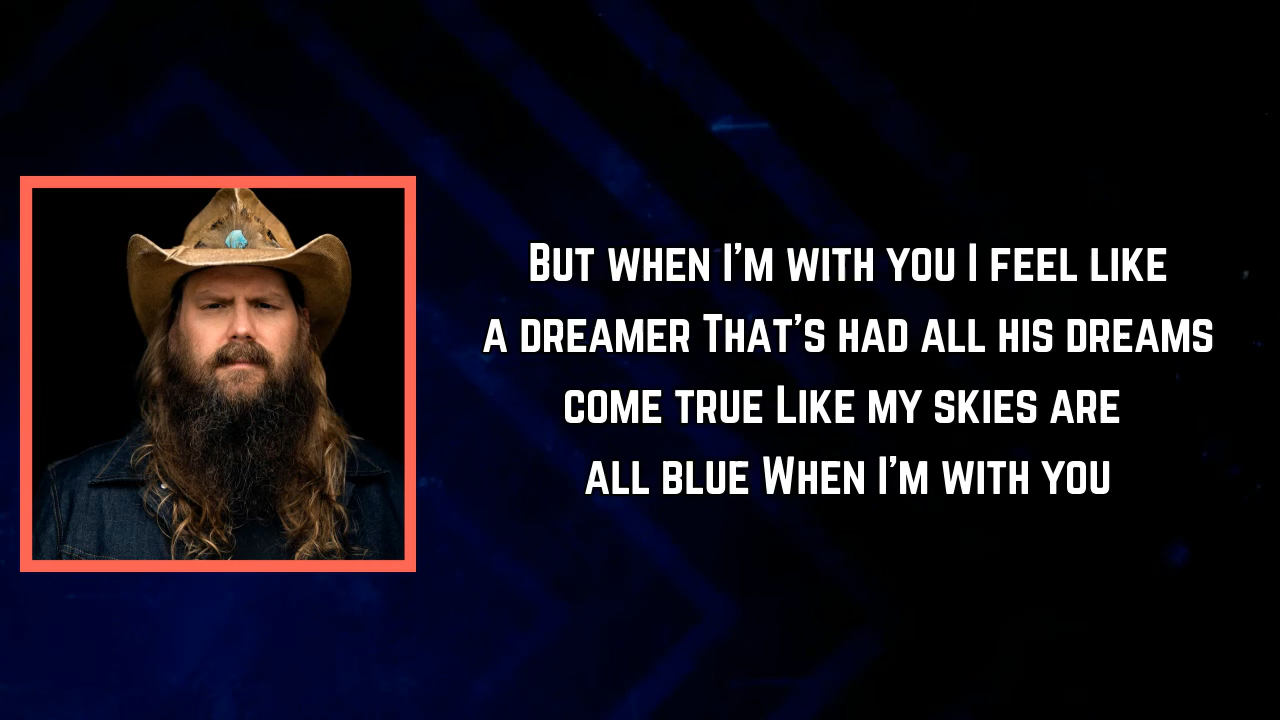 But when I'm with you I feel like
a dreamer That's had all his dreams
come true Like my skies are
all blue When I'm with you